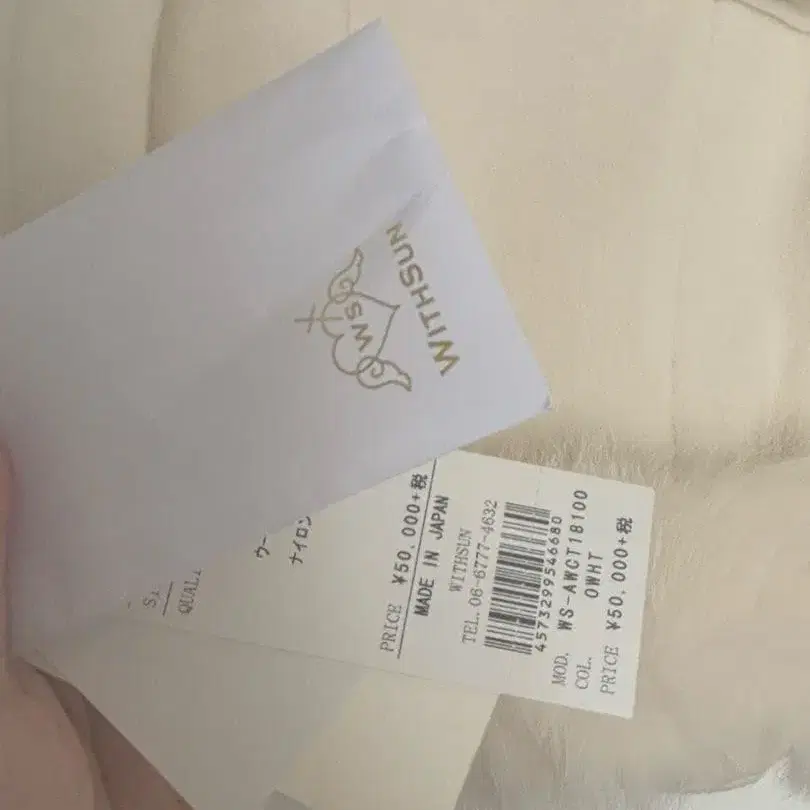 WS
WITHSUN
QUALI
ウー
ナイロン
PRICE ¥50,000+税
MADE IN JAPAN
WITHSUN
TEL. 06-6777-4632
4573299546680
MOD. WS-AWCT18100
COL. OWHT
PRICE ¥50,000+税